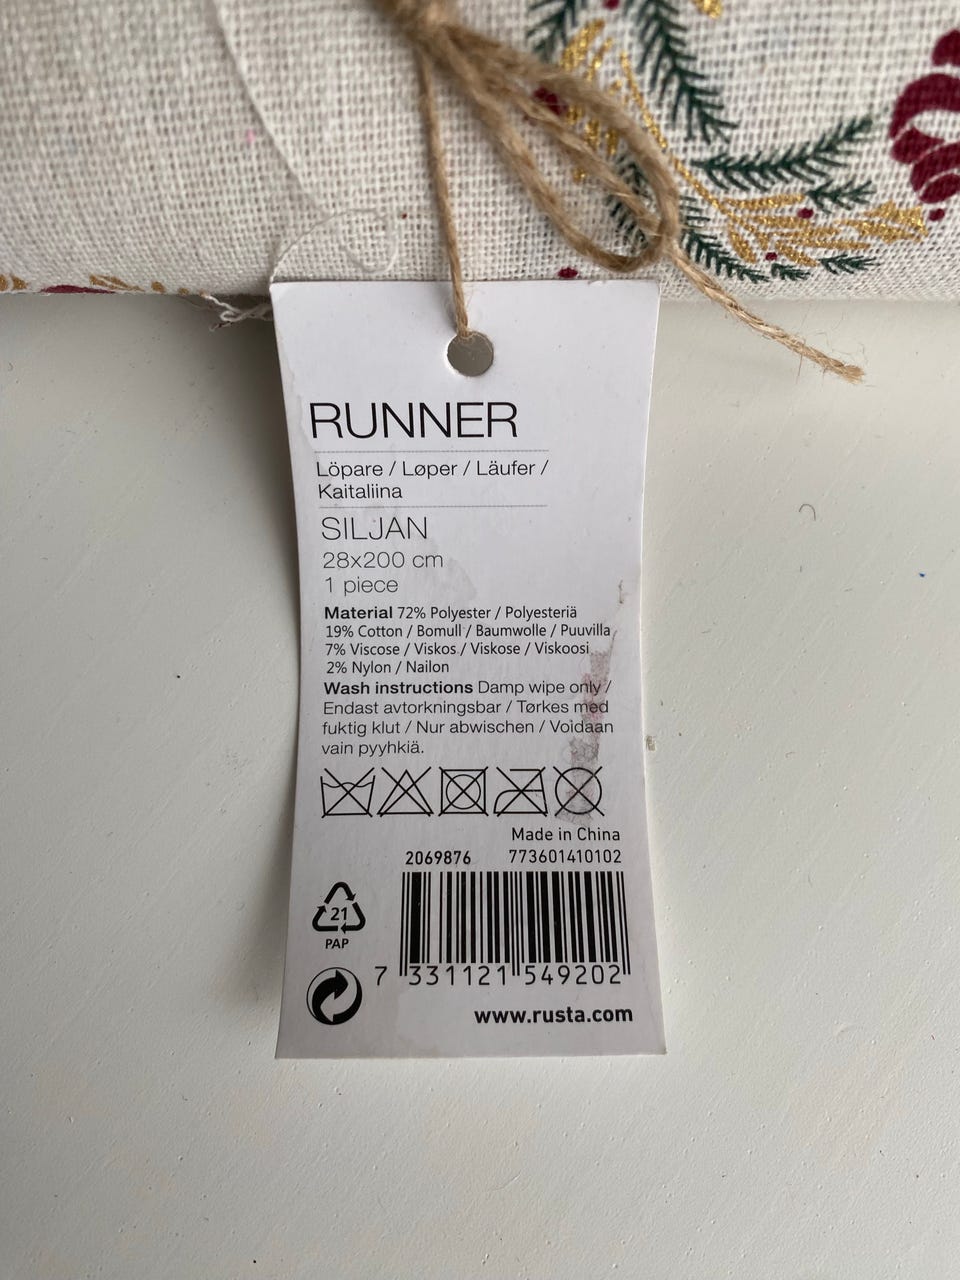 RUNNER
Löpare / Løper / Läufer /
Kaitaliina
SILJAN
28x200 cm
1 piece
Material 72% Polyester / Polyesteriä
19% Cotton / Bomull / Baumwolle / Puuvilla
7% Viscose / Viskos / Viskose / Viskoosi
2% Nylon / Nailon
Wash instructions Damp wipe only /
Endast avtorkningsbar / Tørkes med
fuktig klut / Nur abwischen / Voidaan
vain pyyhkiä.
Made in China
2069876 773601410102
21
PAP
7 331121 549202
www.rusta.com